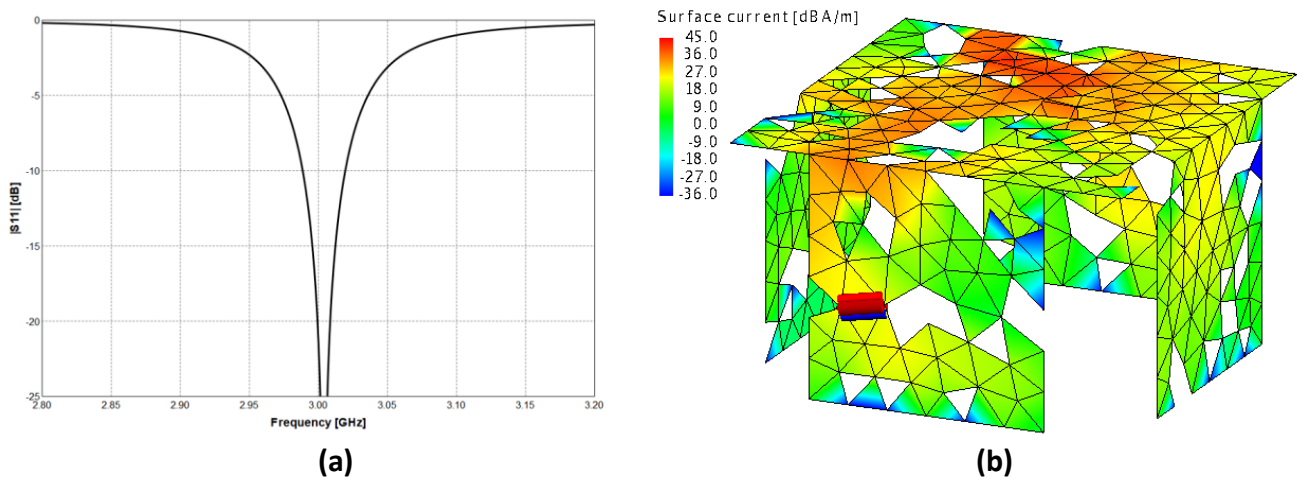 0
-5
-10
-15
-20
-25
|S11| [dB]
2.80 2.85 2.90 2.95 3.00 3.05 3.10 3.15 3.20
Frequency [GHz]
(a)
Surface current [dBA/m]
45.0
36.0
27.0
18.0
9.0
0.0
-9.0
-18.0
-27.0
-36.0
(b)